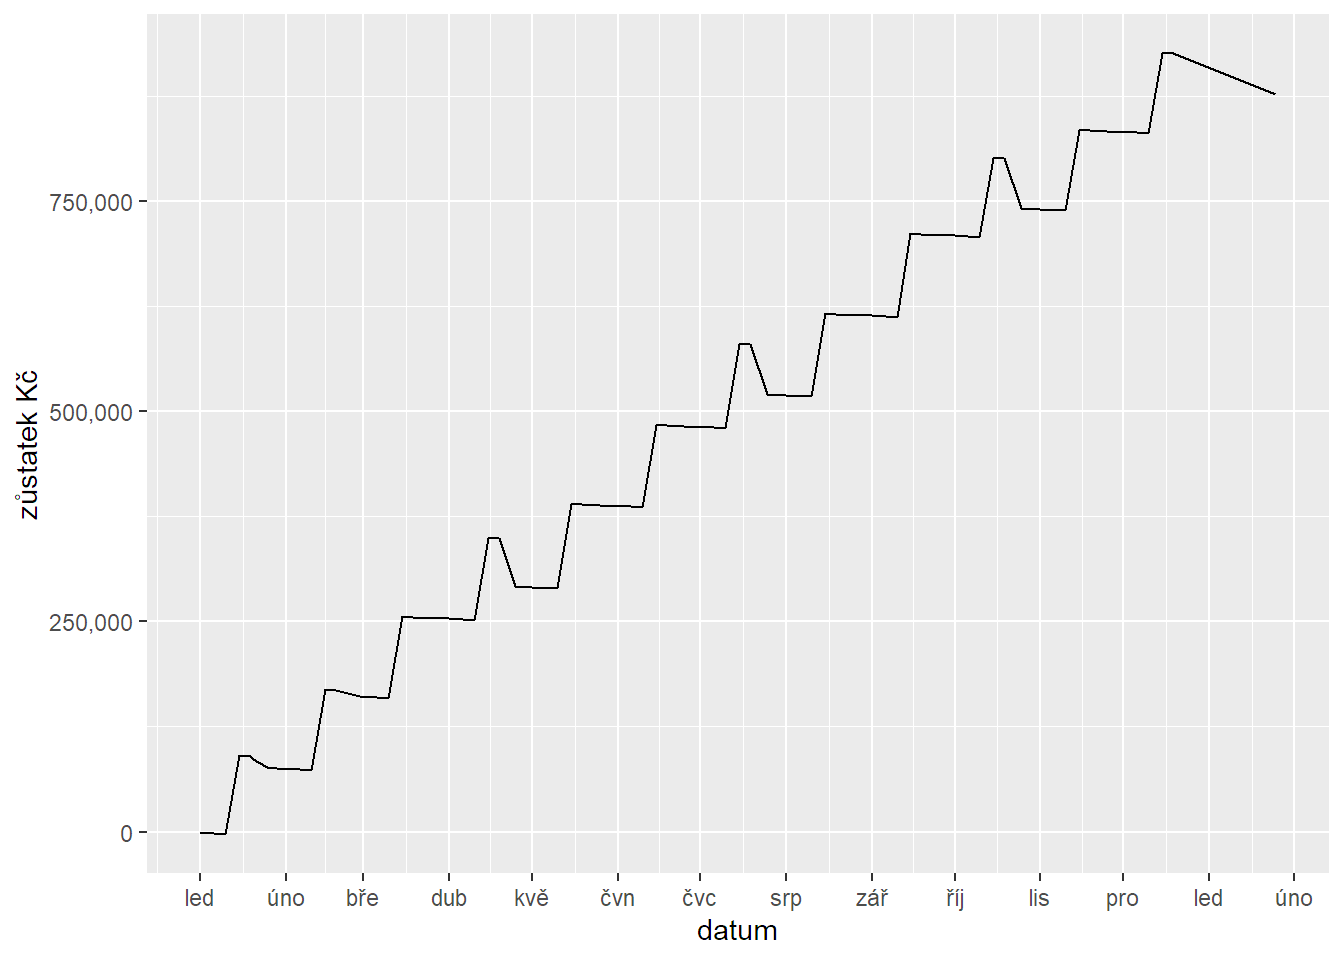 zůstatek Kč
750,000
500,000
250,000
0
led úno bře dub kvě čvn čvc srp zář říj lis pro led úno
datum